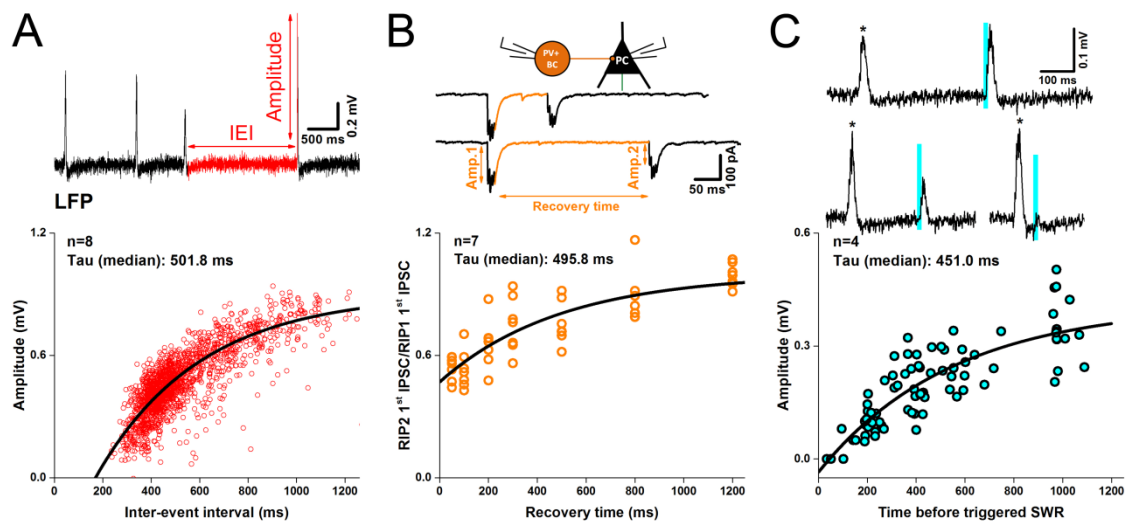 A
Amplitude
IEI
500 ms
0.2 mV
LFP
n=8
Tau (median): 501.8 ms
Amplitude (mV)
1.2
0.6
0.0
0 200 400 600 800 1000 1200
Inter-event interval (ms)
B
PV+
BC
PC
Amp.1
Amp.2
Recovery time
50 ms
100 pA
n=7
Tau (median): 495.8 ms
RIP2 1st IPSC/RIP1 1st IPSC
1.2
0.6
0.0
0 200 400 600 800 1000 1200
Recovery time (ms)
C
*
100 ms
0.1 mV
*
*
n=4
Tau (median): 451.0 ms
Amplitude (mV)
0.6
0.3
0.0
0 200 400 600 800 1000 1200
Time before triggered SWR